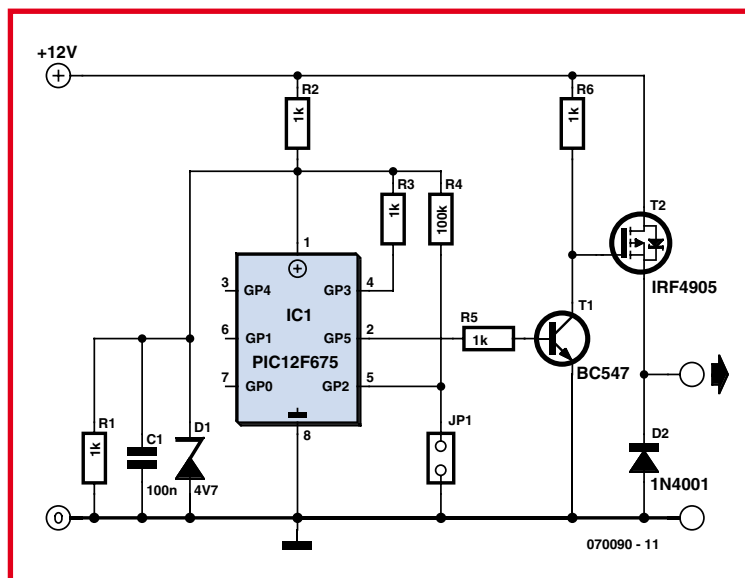 +12V
R2
1k
R6
1k
R3
1k
R4
100k
T2
IRF4905
1
3
GP4
GP3
4
IC1
6
GP1
GP5
2
R5
1k
T1
BC547
PIC12F675
7
GP0
GP2
5
8
R1
1k
C1
100n
D1
4V7
JP1
D2
1N4001
0
070090 - 11